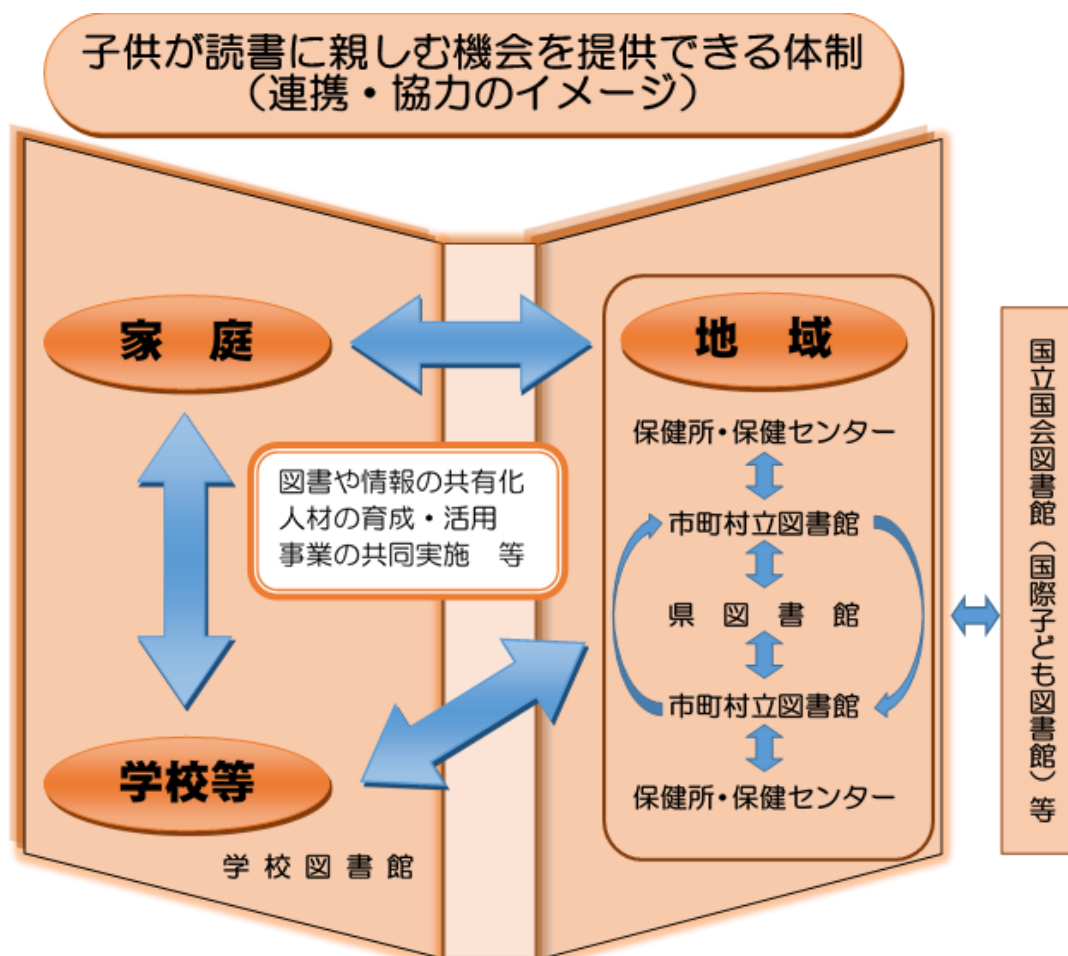 子供が読書に親しむ機会を提供できる体制
（連携・協力のイメージ）
家　庭
地　域
保健所・保健センター
図書や情報の共有化
人材の育成・活用
事業の共同実施　等
市町村立図書館
県　図　書　館
市町村立図書館
保健所・保健センター
学校等
学 校 図 書 館
国立国会図書館（国際子ども図書館）等